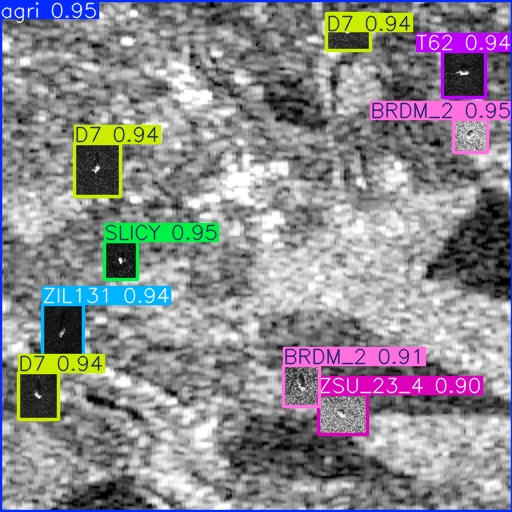 agri 0.95
D7 0.94
T62 0.94
BRDM_2 0.95
D7 0.94
SLICY 0.95
ZIL131 0.94
BRDM_2 0.91
D7 0.94
ZSU_23_4 0.90